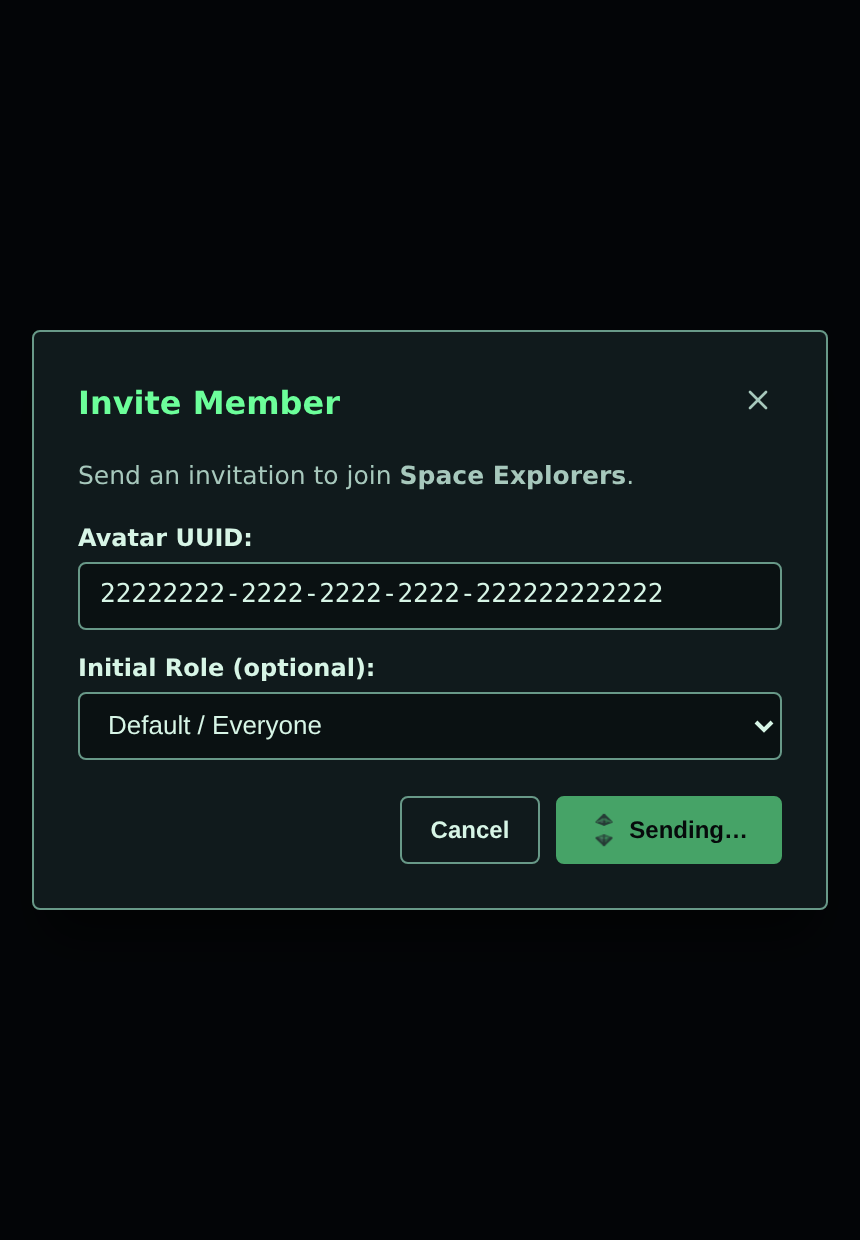 Invite Member
Send an invitation to join Space Explorers.
Avatar UUID:
22222222-2222-2222-2222-222222222222
Initial Role (optional):
Default / Everyone
Cancel
Sending…